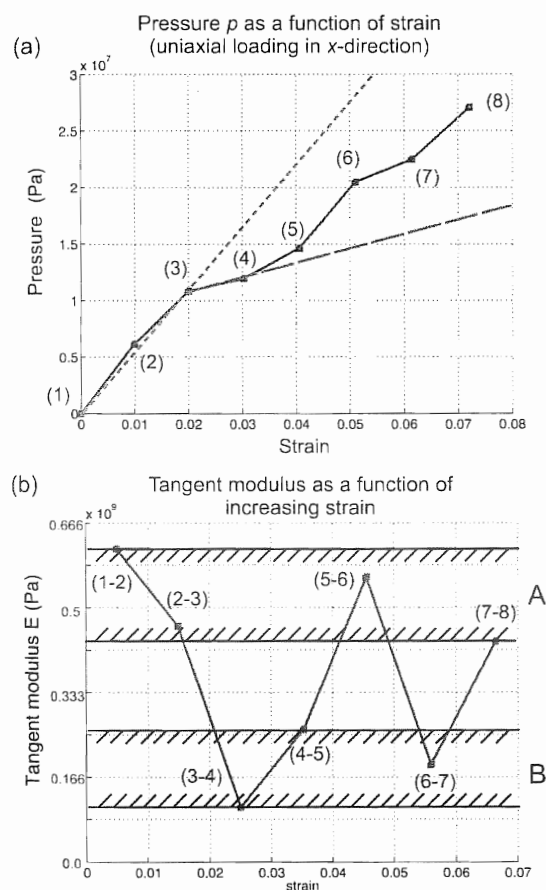 (a)
Pressure p as a function of strain
(uniaxial loading in x-direction)
x 10⁷
3
2.5
2
1.5
1
0.5
0
Pressure (Pa)
(1)
(2)
(3)
(4)
(5)
(6)
(7)
(8)
0 0.01 0.02 0.03 0.04 0.05 0.06 0.07 0.08
Strain
(b)
Tangent modulus as a function of
increasing strain
x 10⁹
0.666
0.5
0.333
0.166
0.0
Tangent modulus E (Pa)
(1-2)
(2-3)
(3-4)
(4-5)
(5-6)
(6-7)
(7-8)
A
B
0 0.01 0.02 0.03 0.04 0.05 0.06 0.07
strain